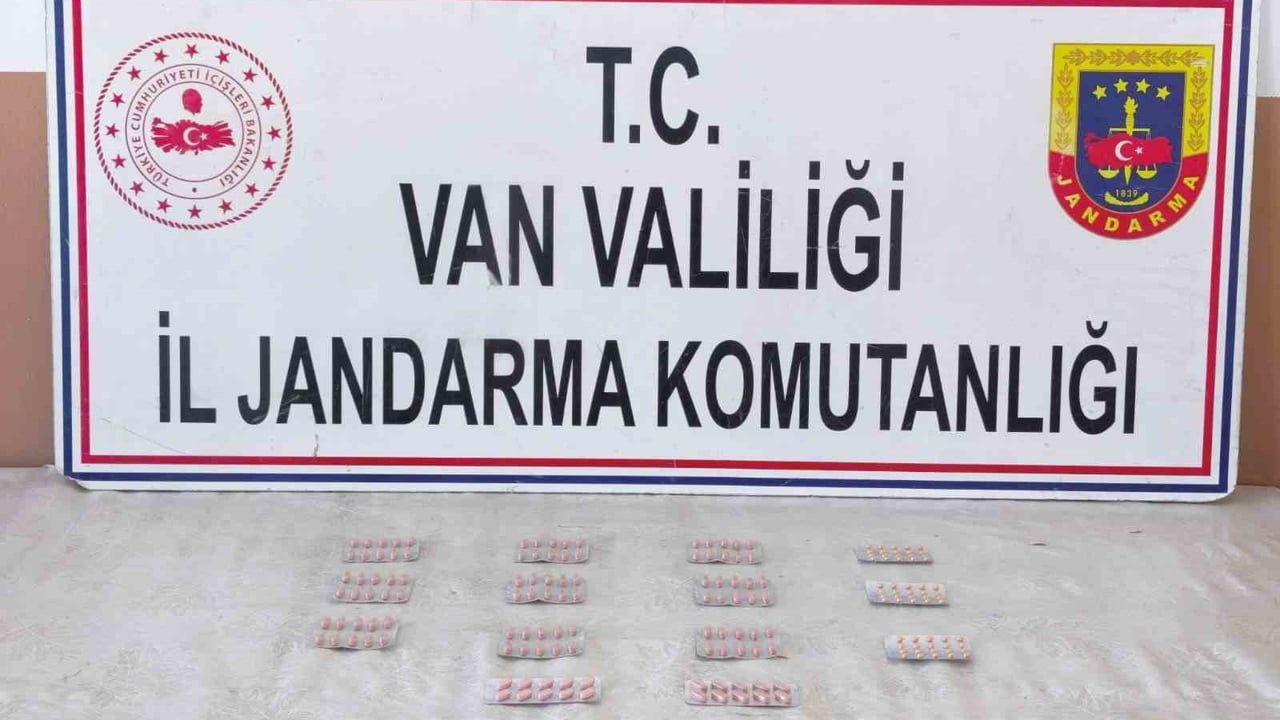 T.C.
VAN VALİLİĞİ
İL JANDARMA KOMUTANLIĞI
TÜRKİYE CUMHURİYETİ İÇİŞLERİ BAKANLIĞI
1839
JANDARMA